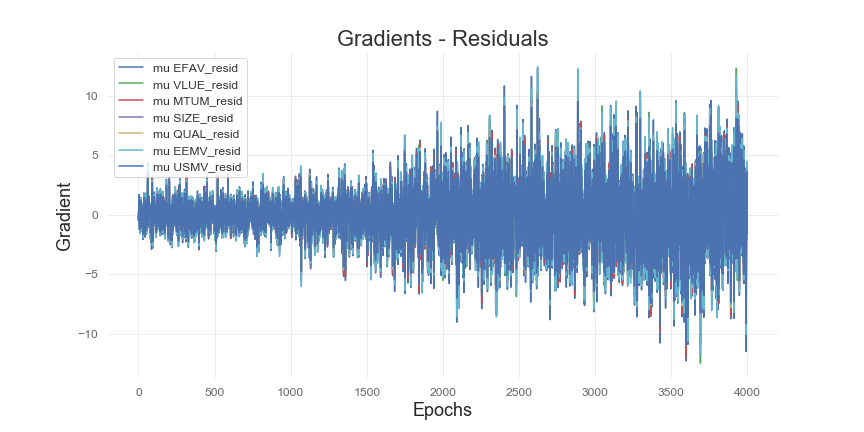 Gradients - Residuals
mu EFAV_resid
mu VLUE_resid
mu MTUM_resid
mu SIZE_resid
mu QUAL_resid
mu EEMV_resid
mu USMV_resid
10
5
0
−5
−10
Gradient
0 500 1000 1500 2000 2500 3000 3500 4000
Epochs